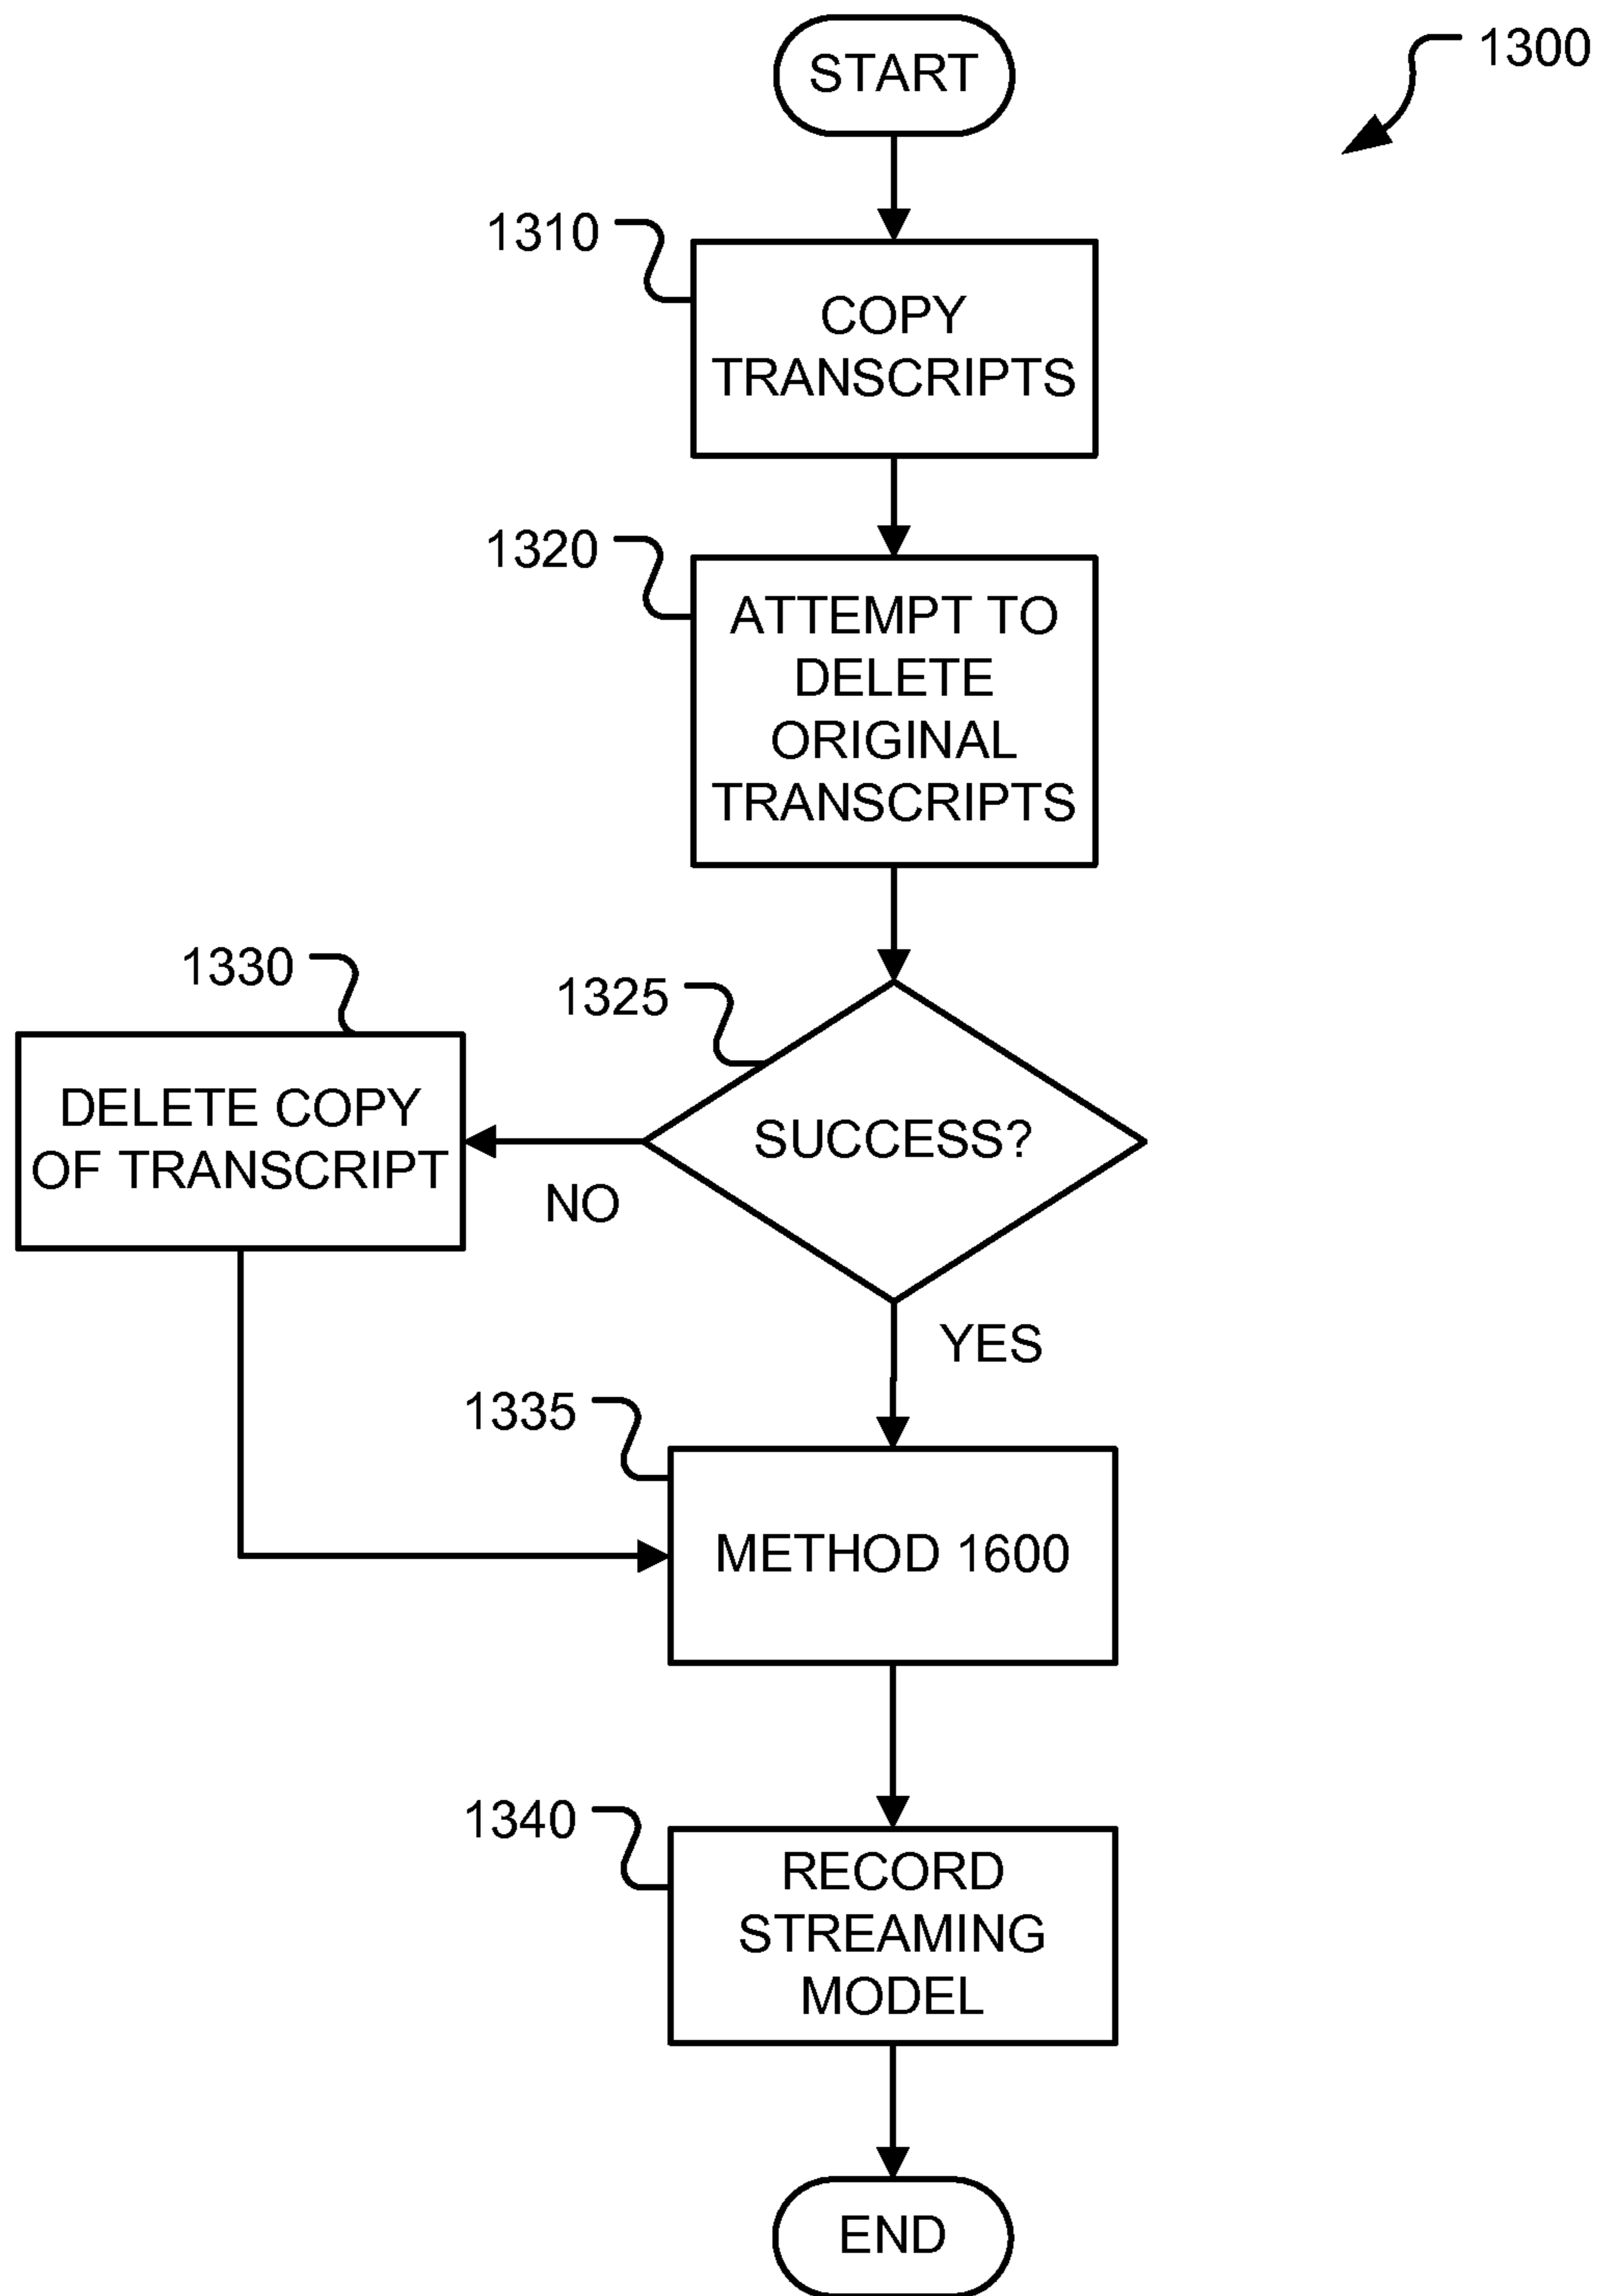 START
1300
1310
COPY
TRANSCRIPTS
1320
ATTEMPT TO
DELETE
ORIGINAL
TRANSCRIPTS
1330
1325
DELETE COPY
OF TRANSCRIPT
SUCCESS?
NO
YES
1335
METHOD 1600
1340
RECORD
STREAMING
MODEL
END